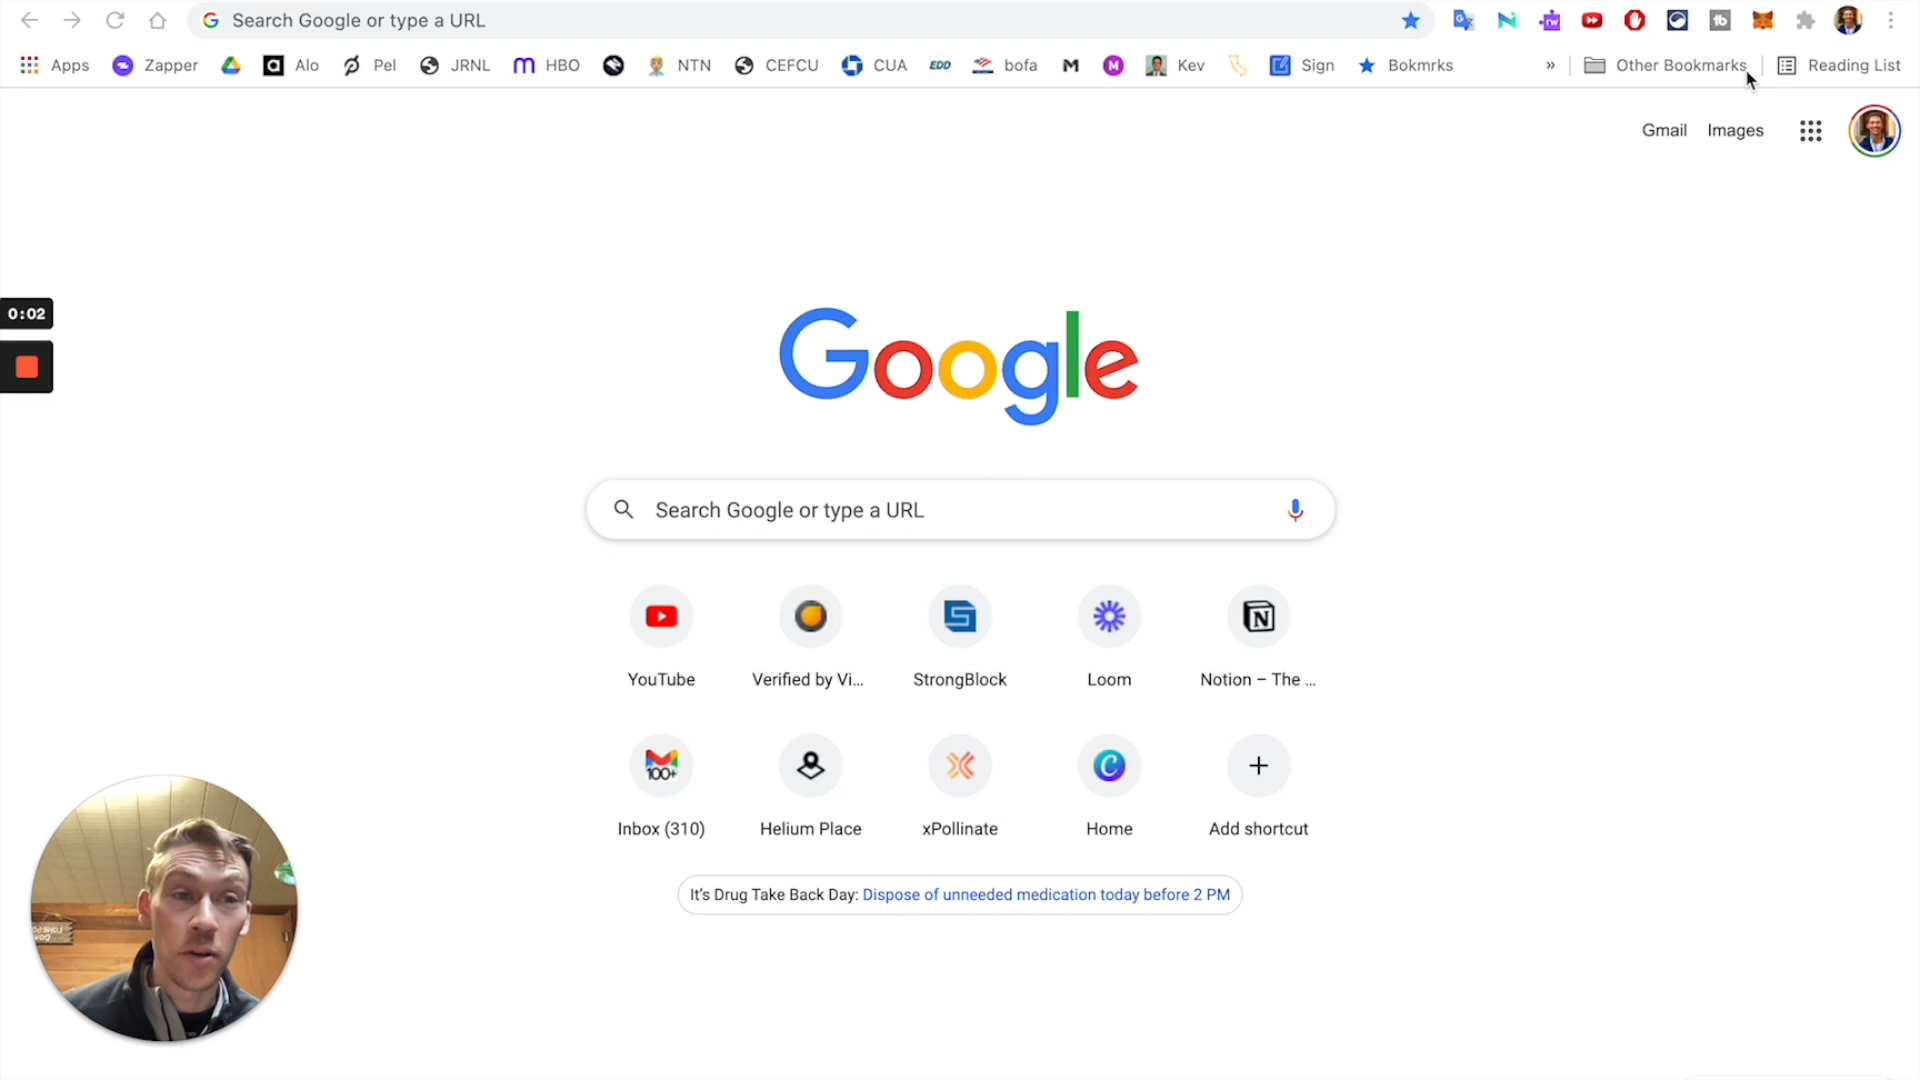 Search Google or type a URL
Apps Zapper Alo Pel JRNL HBO NTN CEFCU CUA EDD bofa Kev Sign Bokmrks » Other Bookmarks Reading List
Gmail Images
0:02
Google
Search Google or type a URL
YouTube Verified by Vi... StrongBlock Loom Notion – The ...
100+
Inbox (310) Helium Place xPollinate Home Add shortcut
It's Drug Take Back Day: Dispose of unneeded medication today before 2 PM